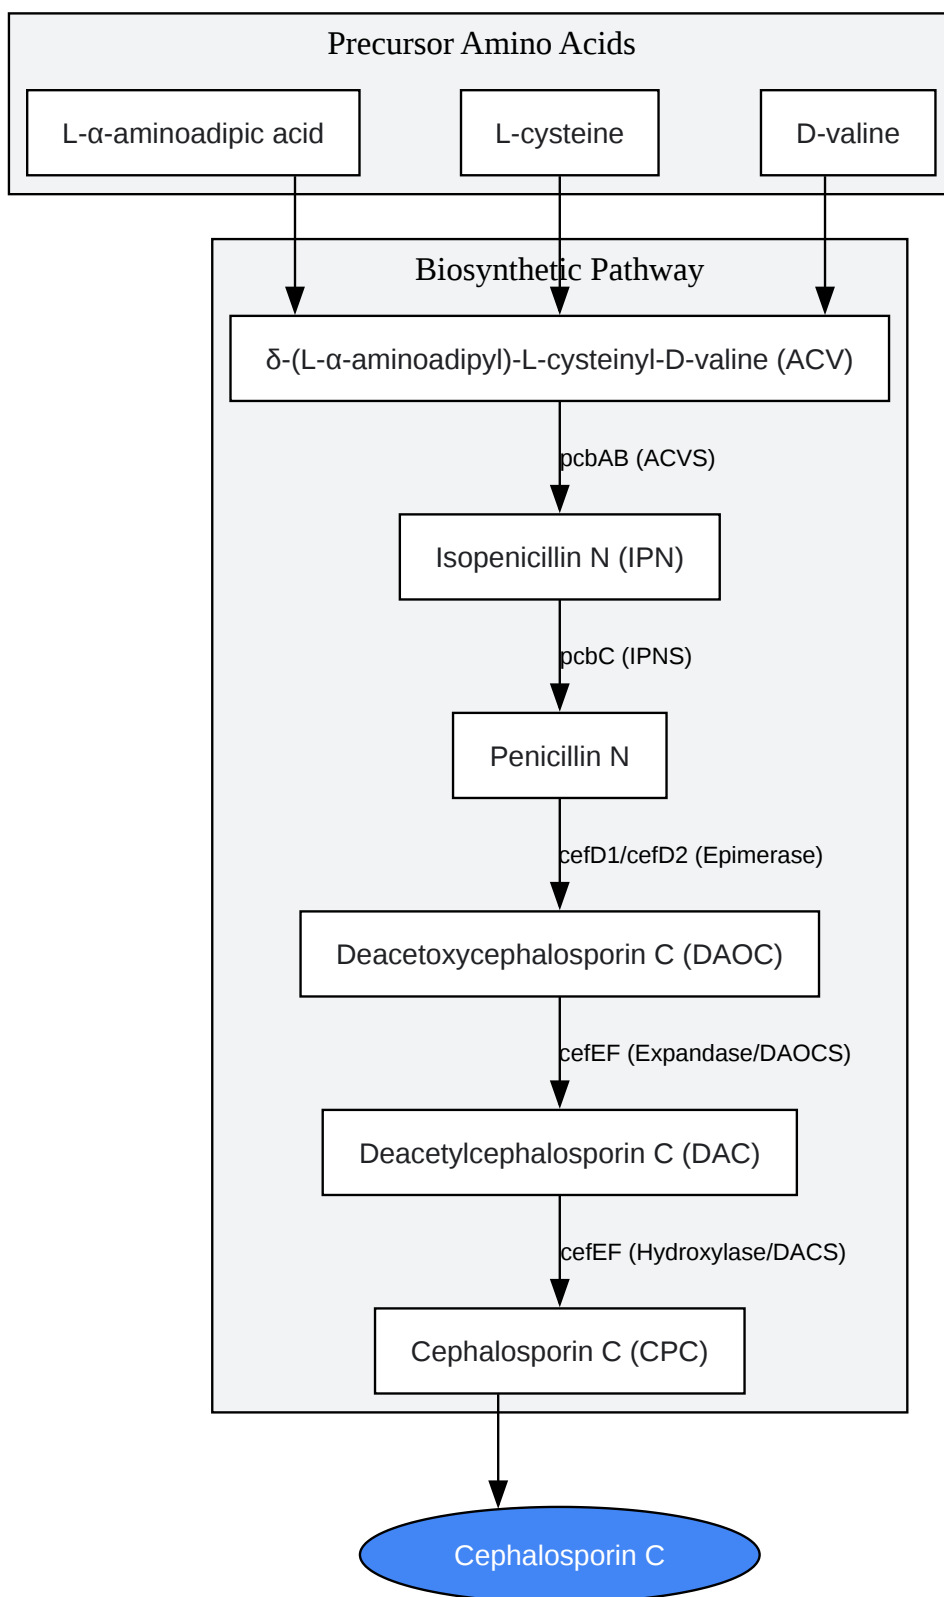 Precursor Amino Acids
L-α-aminoadipic acid
L-cysteine
D-valine
Biosynthetic Pathway
δ-(L-α-aminoadipyl)-L-cysteinyl-D-valine (ACV)
pcbAB (ACVS)
Isopenicillin N (IPN)
pcbC (IPNS)
Penicillin N
cefD1/cefD2 (Epimerase)
Deacetoxycephalosporin C (DAOC)
cefEF (Expandase/DAOCS)
Deacetylcephalosporin C (DAC)
cefEF (Hydroxylase/DACS)
Cephalosporin C (CPC)
Cephalosporin C